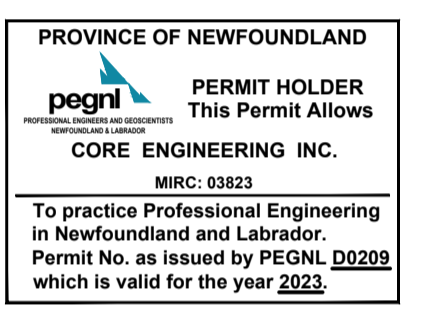 PROVINCE OF NEWFOUNDLAND
pegnl
PROFESSIONAL ENGINEERS AND GEOSCIENTISTS
NEWFOUNDLAND & LABRADOR
PERMIT HOLDER
This Permit Allows
CORE ENGINEERING INC.
MIRC: 03823
To practice Professional Engineering
in Newfoundland and Labrador.
Permit No. as issued by PEGNL D0209
which is valid for the year 2023.